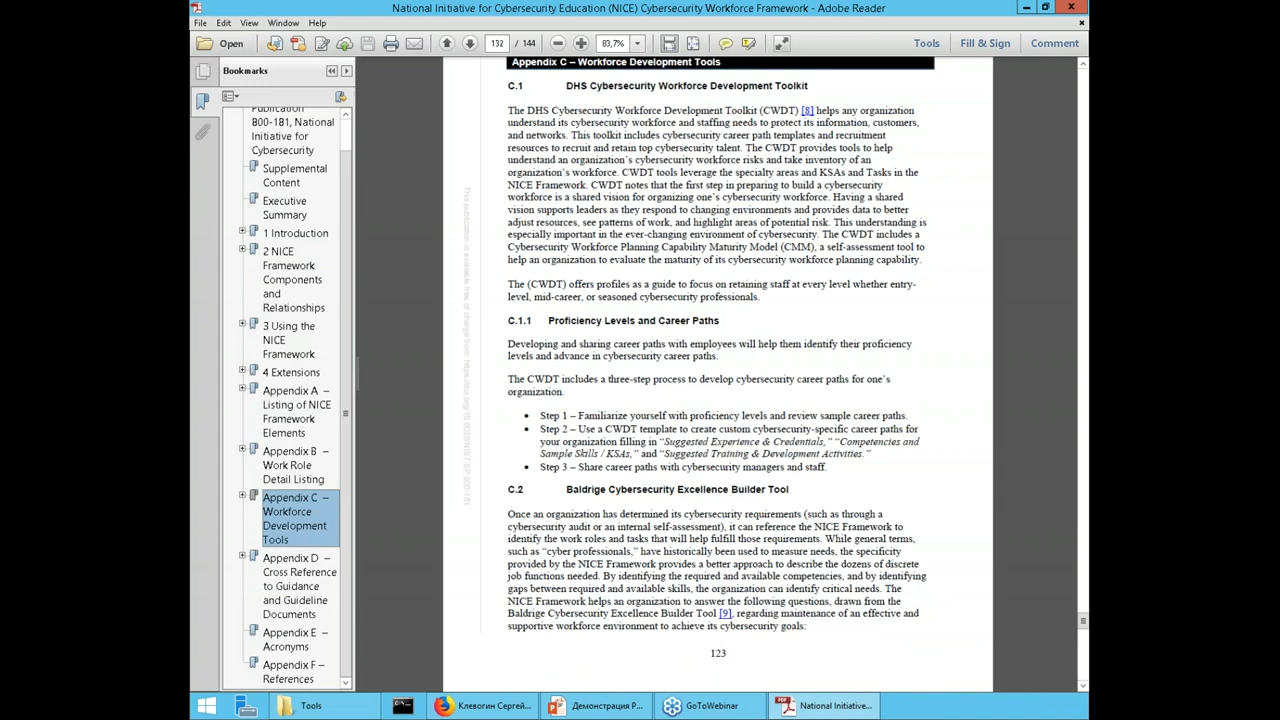 National Initiative for Cybersecurity Education (NICE) Cybersecurity Workforce Framework - Adobe Reader
File Edit View Window Help
Open
132 / 144
83,7%
Tools
Fill & Sign
Comment
Bookmarks
Publication
800-181, National
Initiative for
Cybersecurity
Supplemental
Content
Executive
Summary
1 Introduction
2 NICE
Framework
Components
and
Relationships
3 Using the
NICE
Framework
4 Extensions
Appendix A –
Listing of NICE
Framework
Elements
Appendix B –
Work Role
Detail Listing
Appendix C –
Workforce
Development
Tools
Appendix D –
Cross Reference
to Guidance
and Guideline
Documents
Appendix E –
Acronyms
Appendix F –
References
This publication is available free of charge from: https://doi.org/10.6028/NIST.SP.800-181
Appendix C – Workforce Development Tools
C.1 DHS Cybersecurity Workforce Development Toolkit
The DHS Cybersecurity Workforce Development Toolkit (CWDT) [8] helps any organization
understand its cybersecurity workforce and staffing needs to protect its information, customers,
and networks. This toolkit includes cybersecurity career path templates and recruitment
resources to recruit and retain top cybersecurity talent. The CWDT provides tools to help
understand an organization's cybersecurity workforce risks and take inventory of an
organization's workforce. CWDT tools leverage the specialty areas and KSAs and Tasks in the
NICE Framework. CWDT notes that the first step in preparing to build a cybersecurity
workforce is a shared vision for organizing one's cybersecurity workforce. Having a shared
vision supports leaders as they respond to changing environments and provides data to better
adjust resources, see patterns of work, and highlight areas of potential risk. This understanding is
especially important in the ever-changing environment of cybersecurity. The CWDT includes a
Cybersecurity Workforce Planning Capability Maturity Model (CMM), a self-assessment tool to
help an organization to evaluate the maturity of its cybersecurity workforce planning capability.
The (CWDT) offers profiles as a guide to focus on retaining staff at every level whether entry-
level, mid-career, or seasoned cybersecurity professionals.
C.1.1 Proficiency Levels and Career Paths
Developing and sharing career paths with employees will help them identify their proficiency
levels and advance in cybersecurity career paths.
The CWDT includes a three-step process to develop cybersecurity career paths for one's
organization.
• Step 1 – Familiarize yourself with proficiency levels and review sample career paths.
• Step 2 – Use a CWDT template to create custom cybersecurity-specific career paths for
your organization filling in "Suggested Experience & Credentials," "Competencies and
Sample Skills / KSAs," and "Suggested Training & Development Activities."
• Step 3 – Share career paths with cybersecurity managers and staff.
C.2 Baldrige Cybersecurity Excellence Builder Tool
Once an organization has determined its cybersecurity requirements (such as through a
cybersecurity audit or an internal self-assessment), it can reference the NICE Framework to
identify the work roles and tasks that will help fulfill those requirements. While general terms,
such as "cyber professionals," have historically been used to measure needs, the specificity
provided by the NICE Framework provides a better approach to describe the dozens of discrete
job functions needed. By identifying the required and available competencies, and by identifying
gaps between required and available skills, the organization can identify critical needs. The
NICE Framework helps an organization to answer the following questions, drawn from the
Baldrige Cybersecurity Excellence Builder Tool [9], regarding maintenance of an effective and
supportive workforce environment to achieve its cybersecurity goals:
123
Tools
Клевогин Сергей...
Демонстрация P...
GoToWebinar
National Initiative...